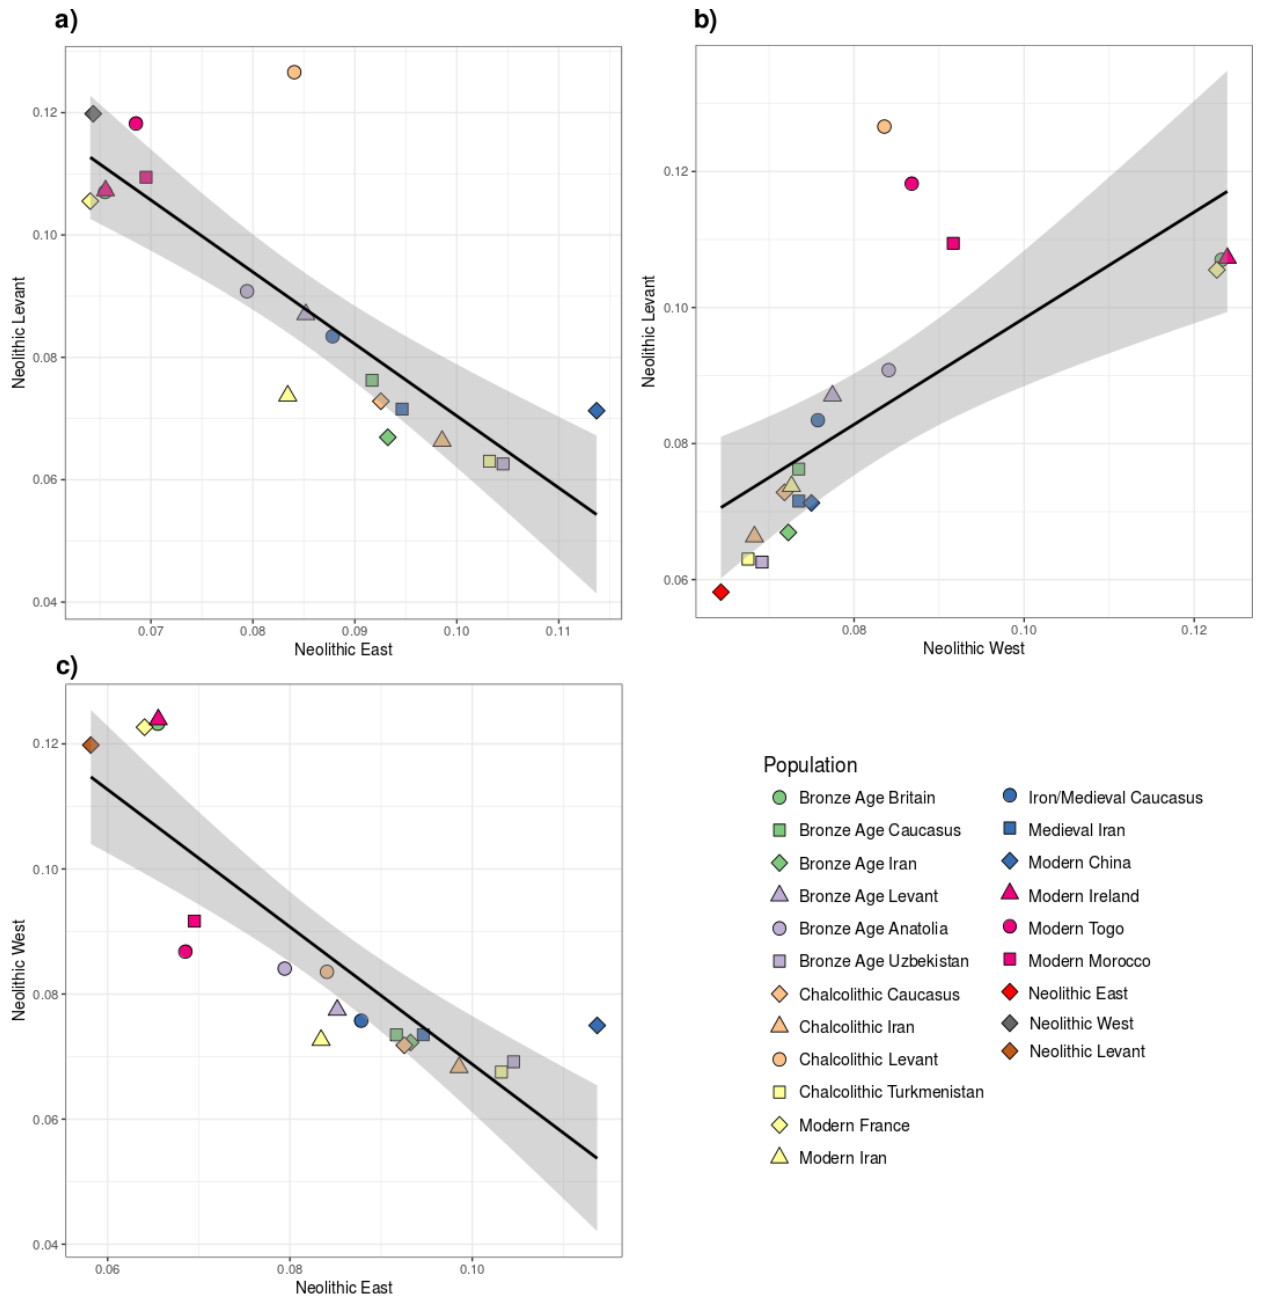 a)
0.12
0.10
0.08
0.06
0.04
Neolithic Levant
0.07 0.08 0.09 0.10 0.11
Neolithic East
b)
0.12
0.10
0.08
0.06
Neolithic Levant
0.08 0.10 0.12
Neolithic West
c)
0.12
0.10
0.08
0.06
0.04
Neolithic West
0.06 0.08 0.10
Neolithic East
Population
Bronze Age Britain
Bronze Age Caucasus
Bronze Age Iran
Bronze Age Levant
Bronze Age Anatolia
Bronze Age Uzbekistan
Chalcolithic Caucasus
Chalcolithic Iran
Chalcolithic Levant
Chalcolithic Turkmenistan
Modern France
Modern Iran
Iron/Medieval Caucasus
Medieval Iran
Modern China
Modern Ireland
Modern Togo
Modern Morocco
Neolithic East
Neolithic West
Neolithic Levant